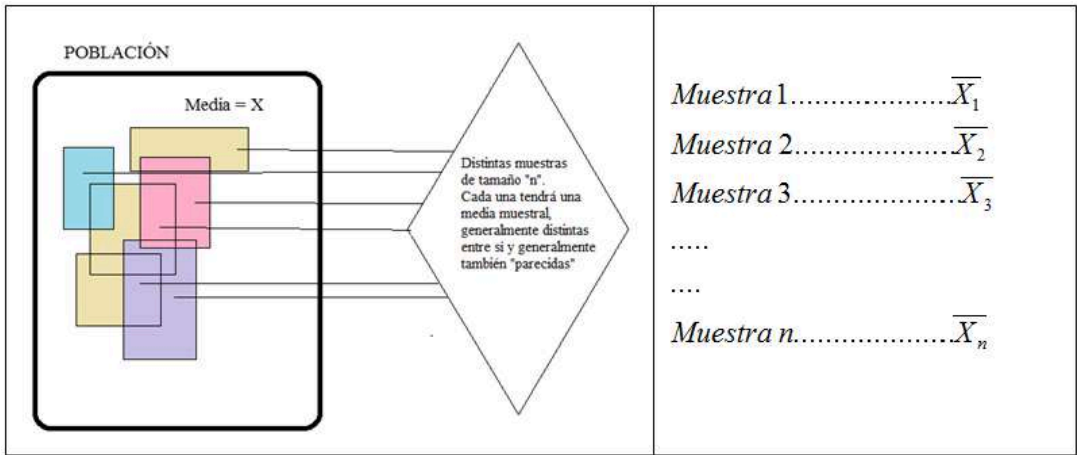 POBLACIÓN
Media = X
Distintas muestras
de tamaño "n".
Cada una tendrá una
media muestral,
generalmente distintas
entre si y generalmente
también "parecidas"
Muestra 1.....................X̅₁
Muestra 2.....................X̅₂
Muestra 3.....................X̅₃
.....
....
Muestra n.....................X̅ₙ